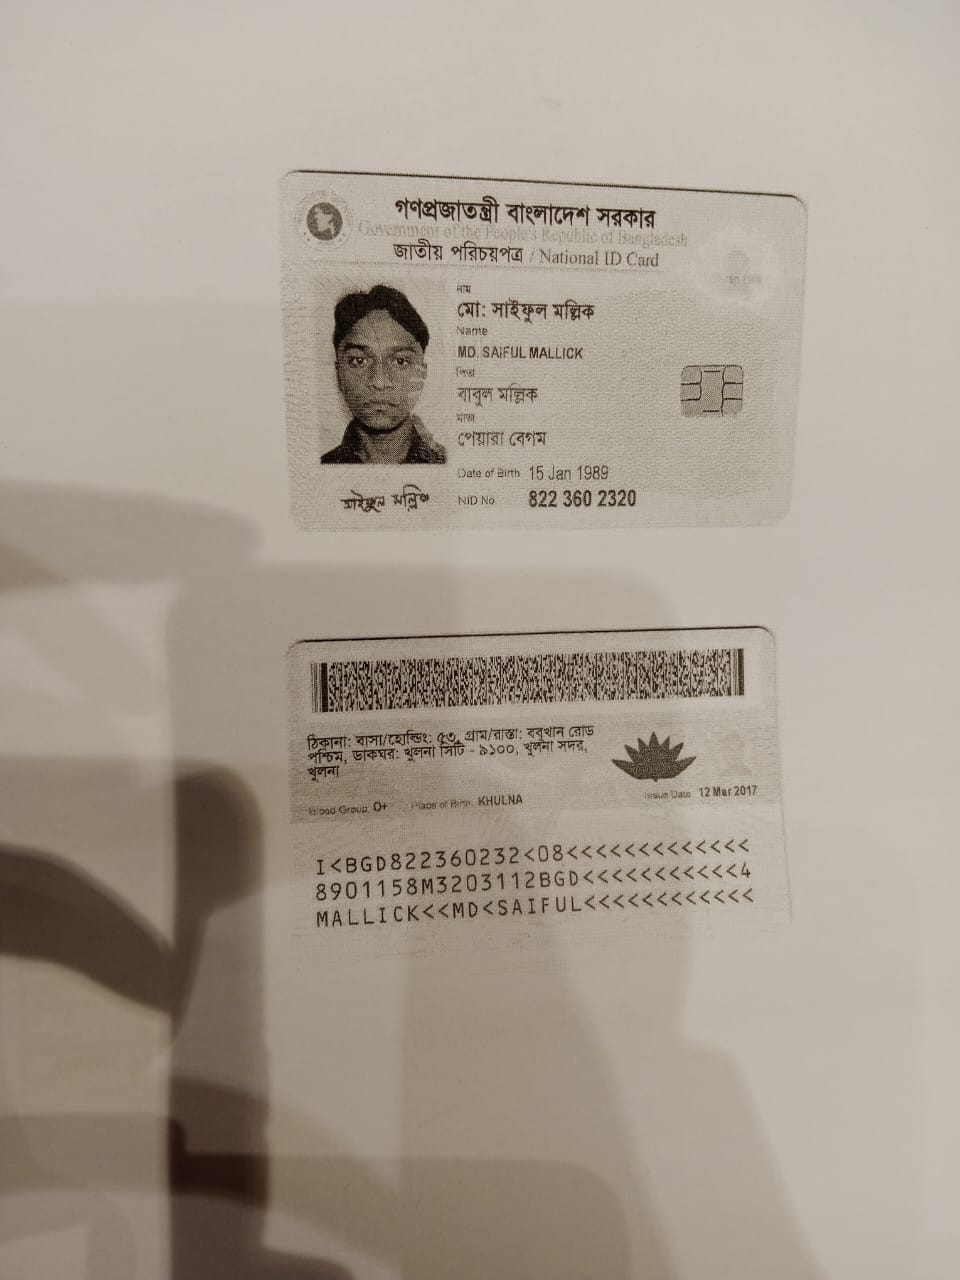 গণপ্রজাতন্ত্রী বাংলাদেশ সরকার
Government of the People's Republic of Bangladesh
জাতীয় পরিচয়পত্র / National ID Card
নাম
মো: সাইফুল মল্লিক
Name
MD. SAIFUL MALLICK
পিতা
বাবুল মল্লিক
মাতা
পেয়ারা বেগম
Date of Birth 15 Jan 1989
NID No 822 360 2320
সাইফুল মল্লিক
ঠিকানা: বাসা/হোল্ডিং: ৫৩, গ্রাম/রাস্তা: রোড
পশ্চিম, ডাকঘর: খুলনা সিটি - ৯১০০, খুলনা সদর,
খুলনা
Blood Group: O+ Place of Birth: KHULNA Issue Date: 12 Mar 2017
I<BGD822360232<08<<<<<<<<<<<<<
8901158M3203112BGD<<<<<<<<<<<4
MALLICK<<MD<SAIFUL<<<<<<<<<<<<